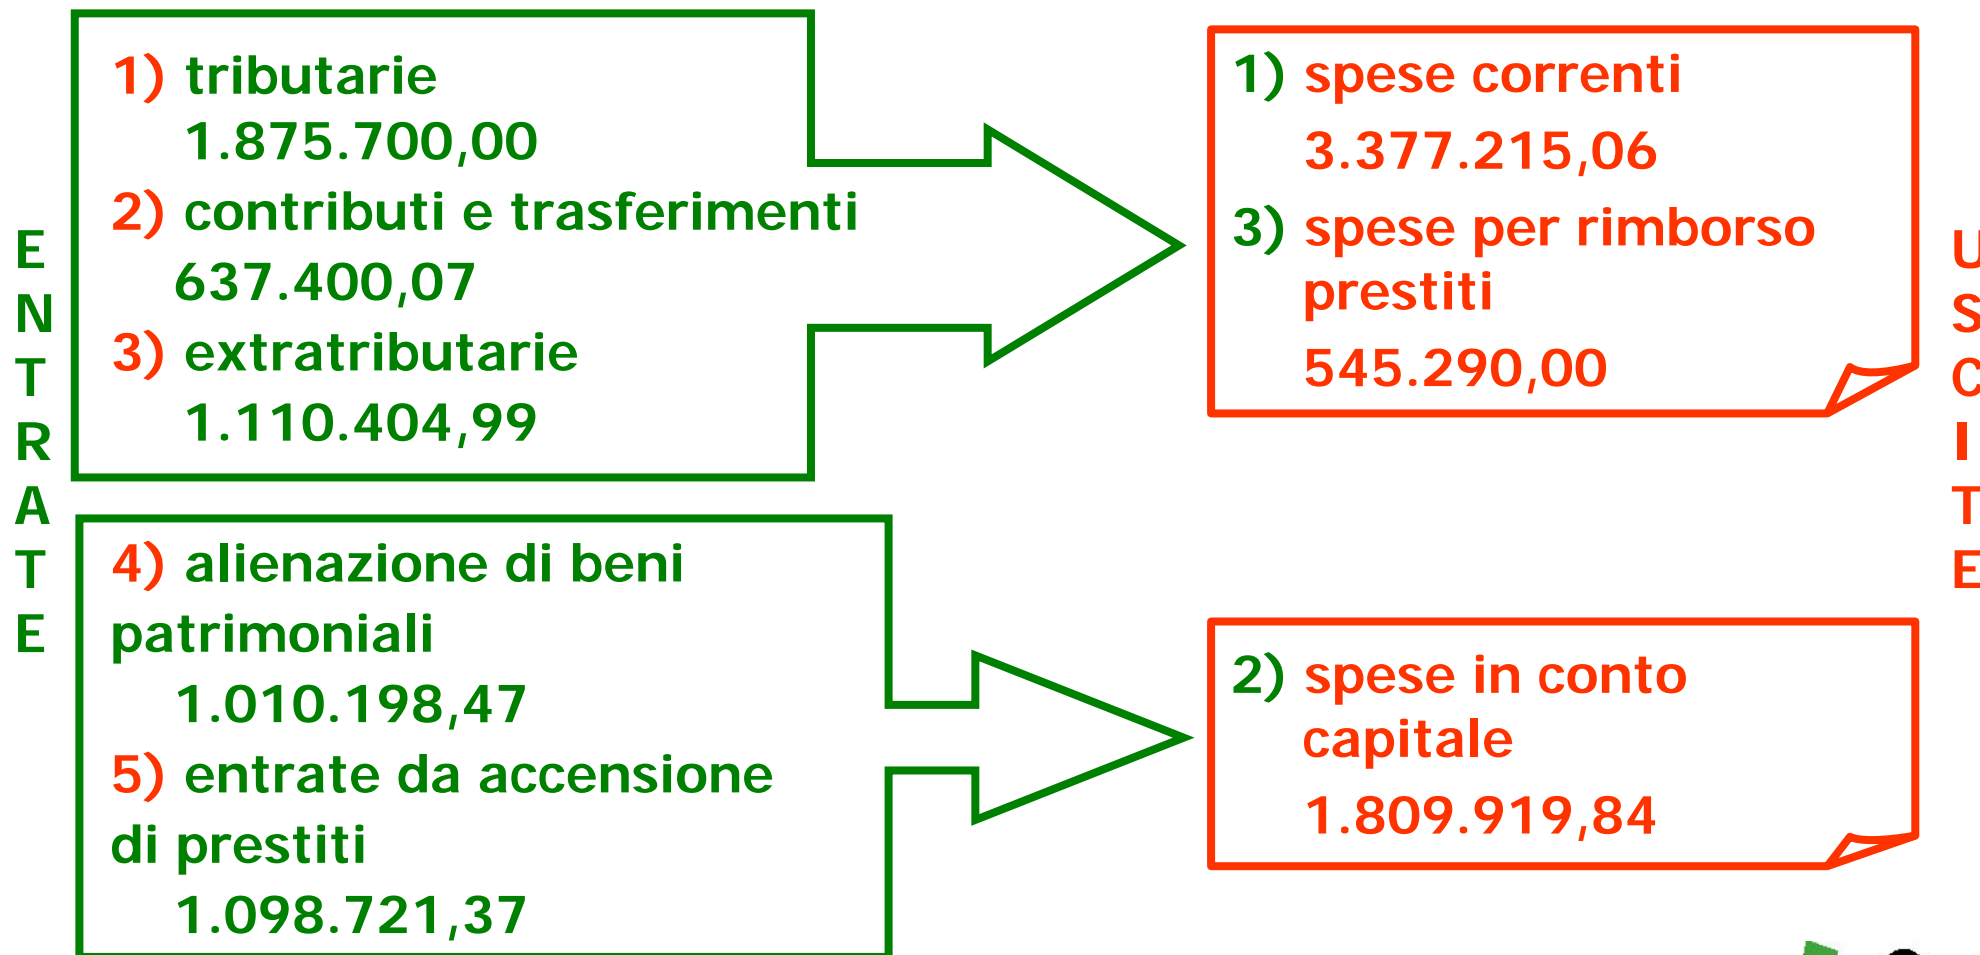 ENTRATE
1) tributarie
1.875.700,00
2) contributi e trasferimenti
637.400,07
3) extratributarie
1.110.404,99
4) alienazione di beni
patrimoniali
1.010.198,47
5) entrate da accensione
di prestiti
1.098.721,37
1) spese correnti
3.377.215,06
3) spese per rimborso
prestiti
545.290,00
2) spese in conto
capitale
1.809.919,84
USCITE